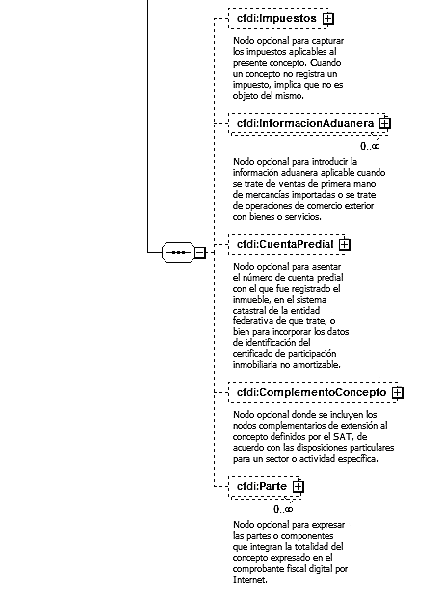 cfdi:Impuestos
Nodo opcional para capturar
los impuestos aplicables al
presente concepto. Cuando
un concepto no registra un
impuesto, implica que no es
objeto del mismo.
cfdi:InformacionAduanera
0..∞
Nodo opcional para introducir la
información aduanera aplicable cuando
se trate de ventas de primera mano
de mercancías importadas o se trate
de operaciones de comercio exterior
con bienes o servicios.
cfdi:CuentaPredial
Nodo opcional para asentar
el número de cuenta predial
con el que fue registrado el
inmueble, en el sistema
catastral de la entidad
federativa de que trate, o
bien para incorporar los datos
de identificación del
certificado de participación
inmobiliaria no amortizable.
cfdi:ComplementoConcepto
Nodo opcional donde se incluyen los
nodos complementarios de extensión al
concepto definidos por el SAT, de
acuerdo con las disposiciones particulares
para un sector o actividad específica.
cfdi:Parte
0..∞
Nodo opcional para expresar
las partes o componentes
que integran la totalidad del
concepto expresado en el
comprobante fiscal digital por
Internet.